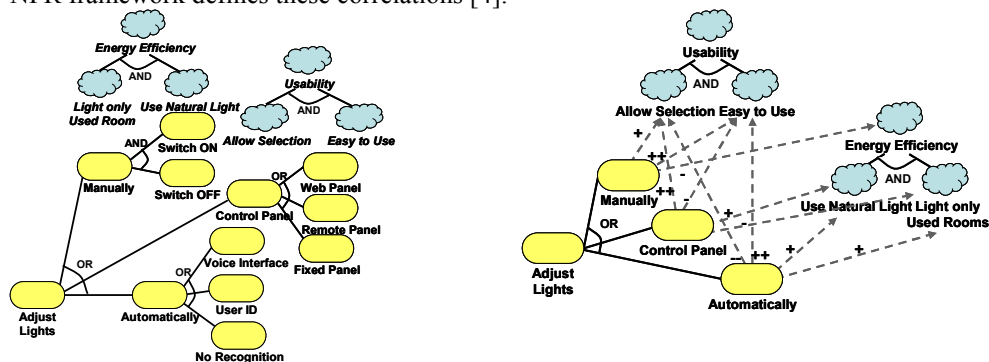 NFR framework defines these correlations [4].
Energy Efficiency
AND
Light only
Used Room
Use Natural Light
Usability
AND
Allow Selection
Easy to Use
Switch ON
AND
Manually
Switch OFF
OR
Web Panel
Control Panel
Remote Panel
Fixed Panel
OR
Voice Interface
OR
User ID
Adjust
Lights
Automatically
No Recognition
Usability
AND
Allow Selection
Easy to Use
+
++
-
++
-
Energy Efficiency
AND
Use Natural Light
Light only
Used Rooms
Manually
OR
+
-
Control Panel
--
++
+
+
Adjust
Lights
Automatically